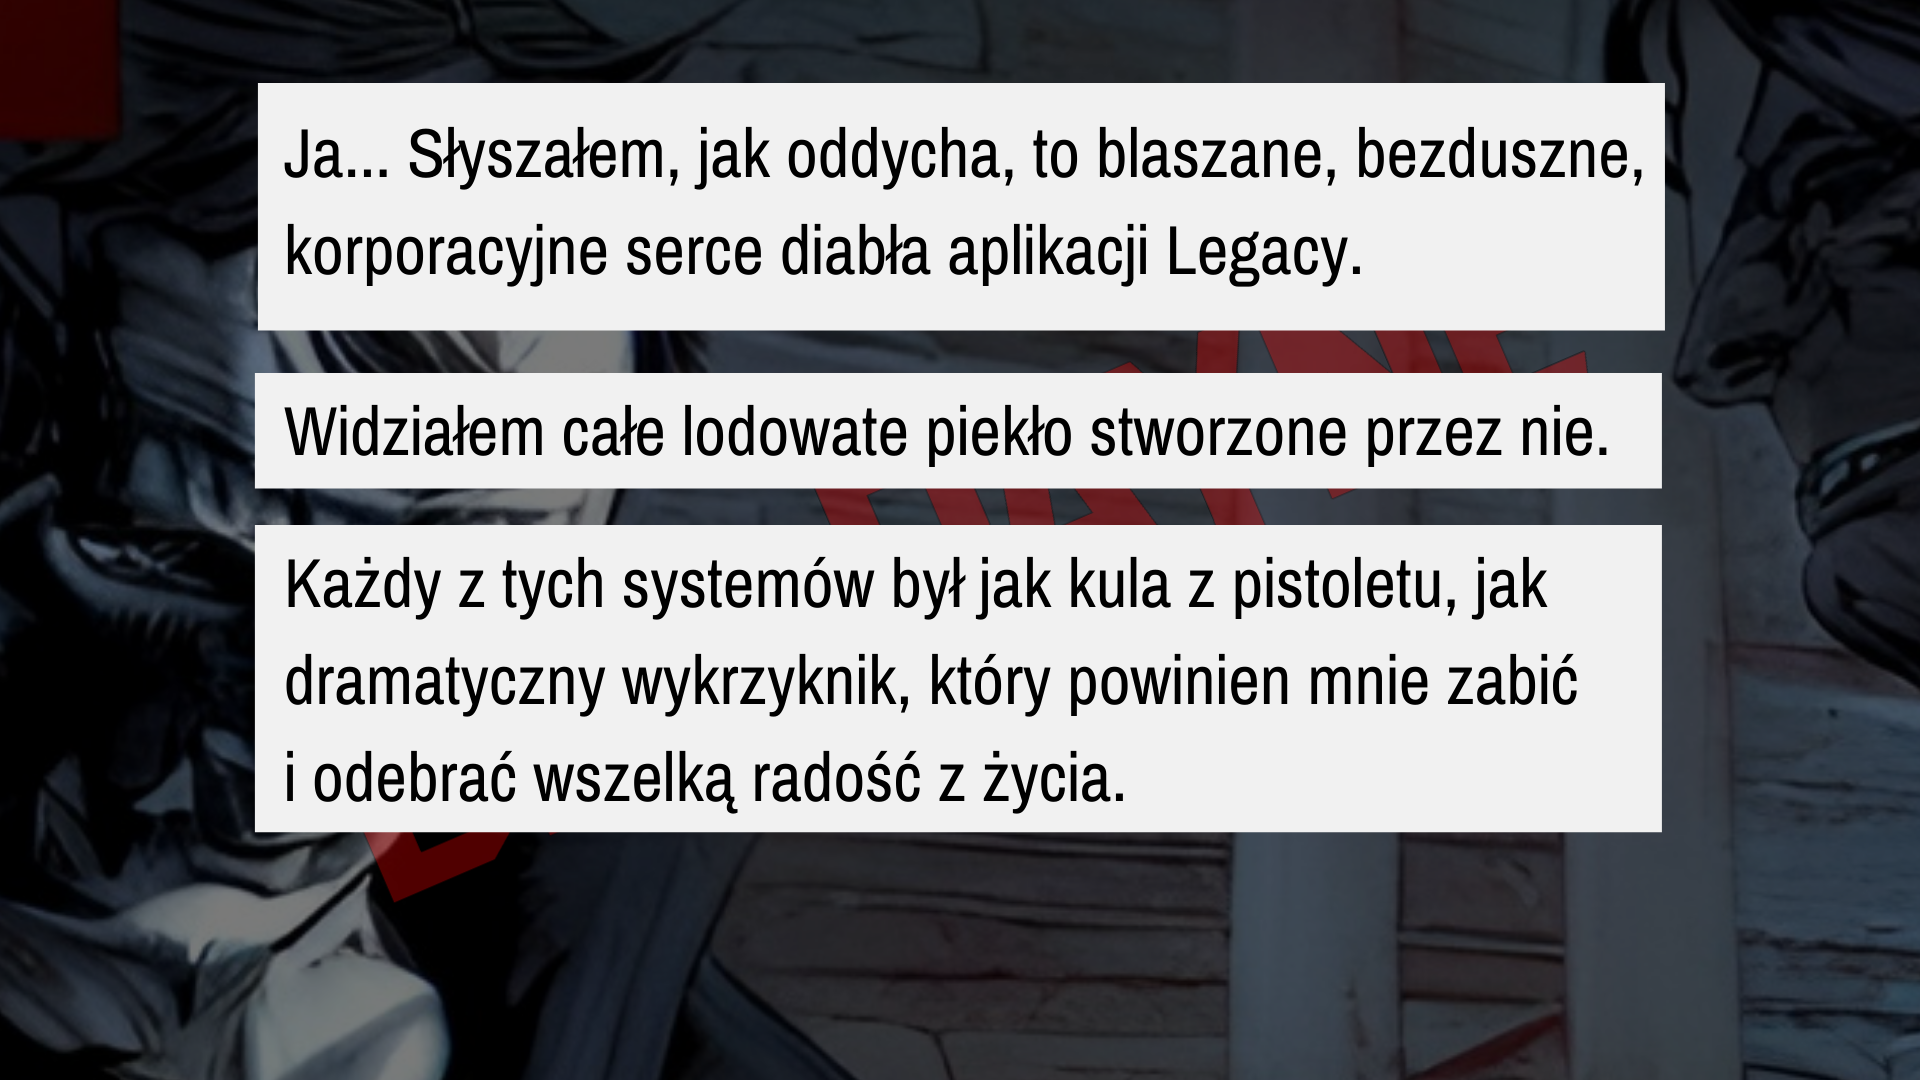 Ja... Słyszałem, jak oddycha, to blaszane, bezduszne,
korporacyjne serce diabła aplikacji Legacy.
Widziałem całe lodowate piekło stworzone przez nie.
Każdy z tych systemów był jak kula z pistoletu, jak
dramatyczny wykrzyknik, który powinien mnie zabić
i odebrać wszelką radość z życia.